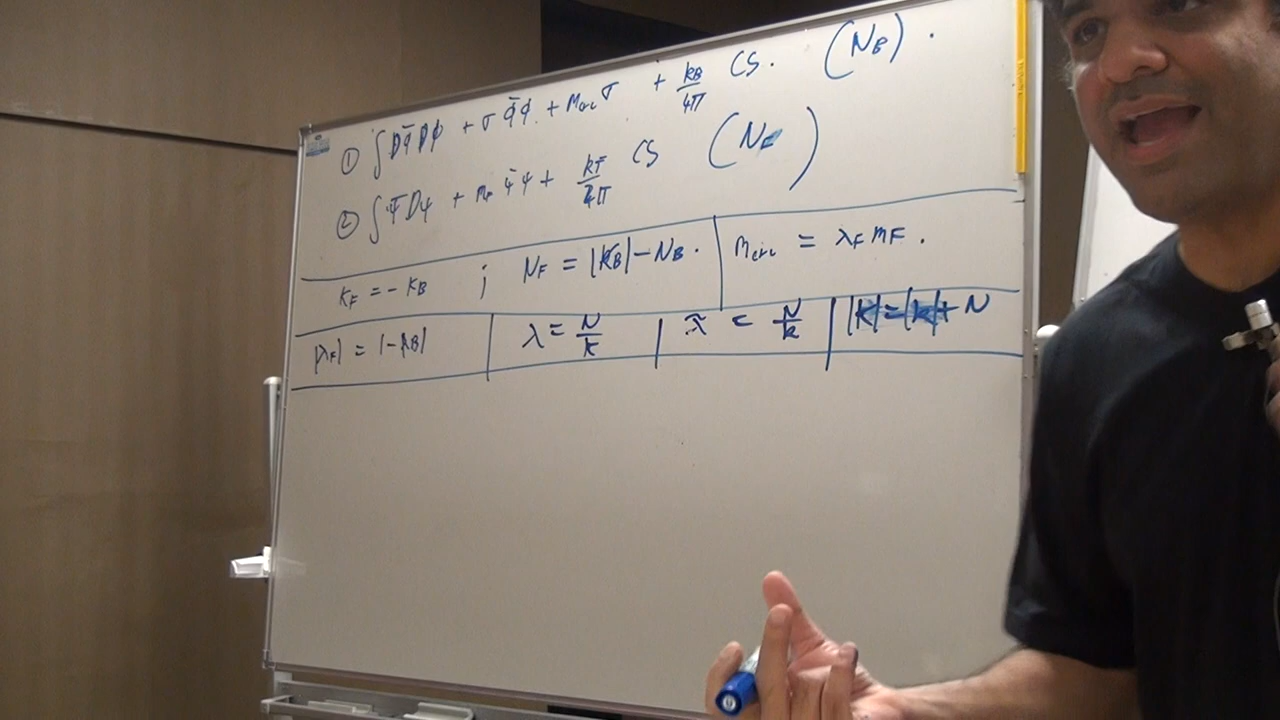 ① ∫ Dφ̄ Dφ + σ φ̄φ + m_cri σ + k_B/4π CS. (N_B).
② ∫ ψ̄ Dψ + m_F ψ̄ψ + k_F/4π CS (N_F)
k_F = -k_B ; N_F = |k_B| - N_B. m_cri = λ_F m_F.
|λ_F| = 1-|λ_B| λ = N/k λ̃ = N/k |k| = |k| + N